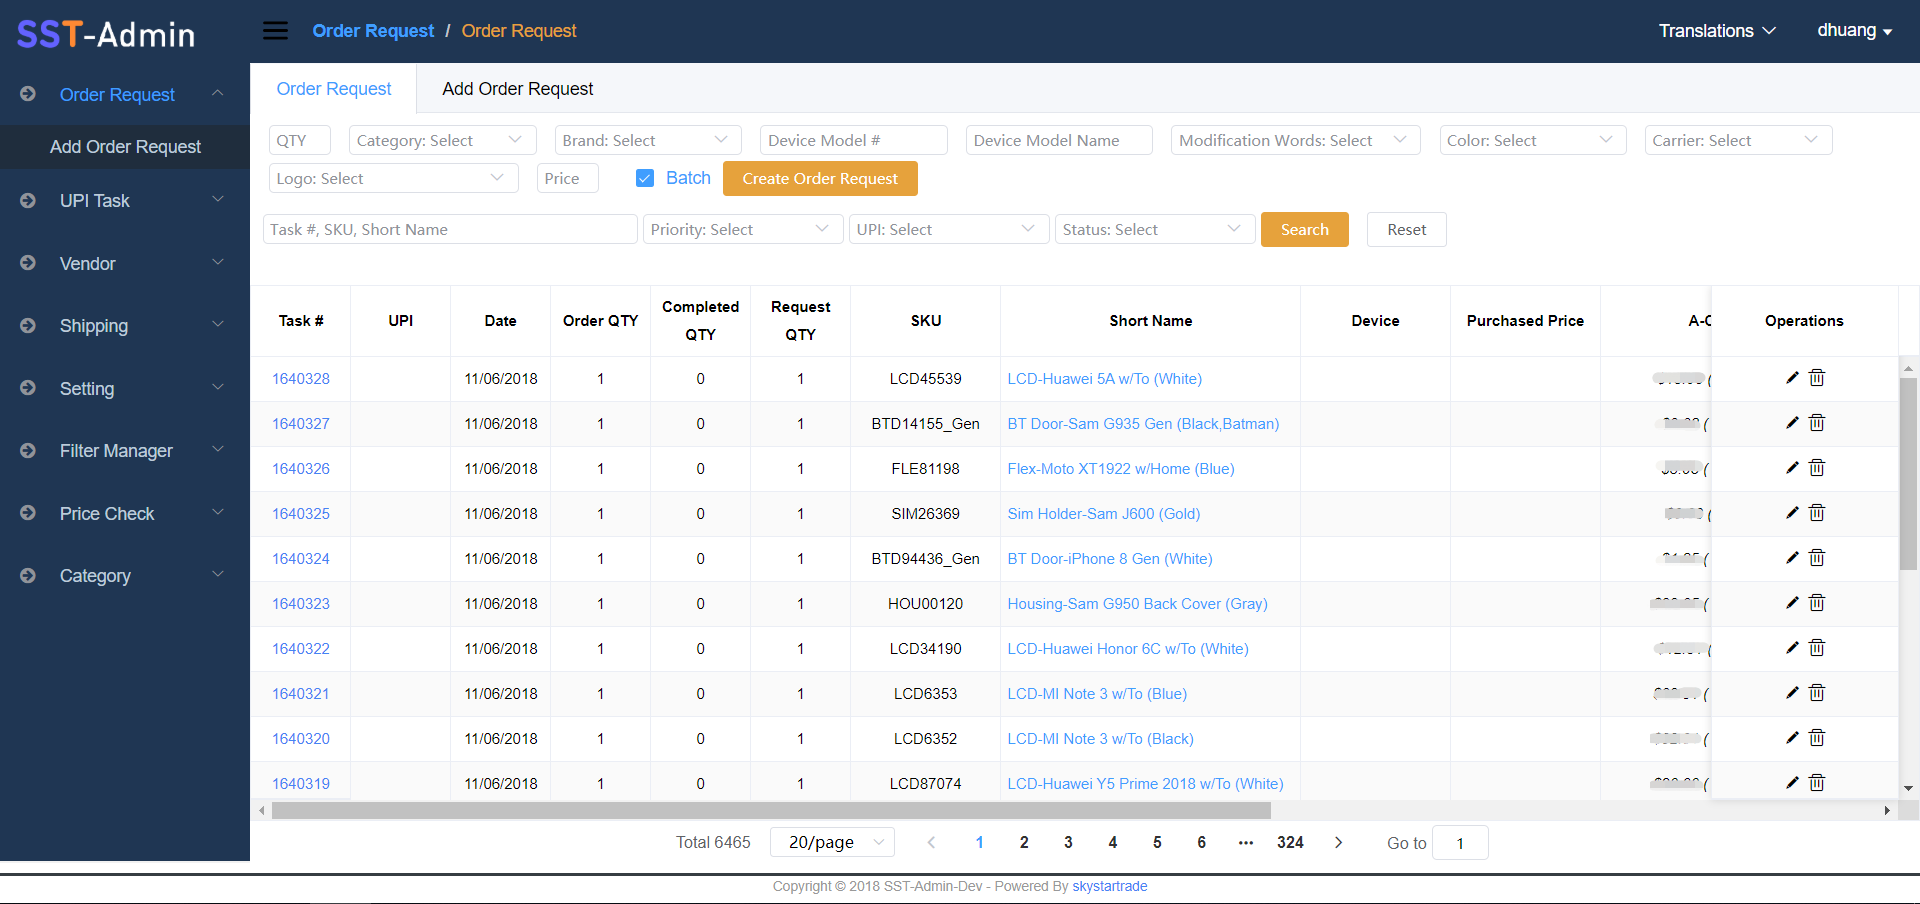 SST-Admin
Order Request / Order Request
Translations
dhuang
Order Request
Add Order Request
UPI Task
Vendor
Shipping
Setting
Filter Manager
Price Check
Category
Order Request Add Order Request
QTY Category: Select Brand: Select Device Model # Device Model Name Modification Words: Select Color: Select Carrier: Select
Logo: Select Price Batch Create Order Request
Task #, SKU, Short Name Priority: Select UPI: Select Status: Select Search Reset
Task # UPI Date Order QTY Completed QTY Request QTY SKU Short Name Device Purchased Price Operations
1640328 11/06/2018 1 0 1 LCD45539 LCD-Huawei 5A w/To (White)
1640327 11/06/2018 1 0 1 BTD14155_Gen BT Door-Sam G935 Gen (Black,Batman)
1640326 11/06/2018 1 0 1 FLE81198 Flex-Moto XT1922 w/Home (Blue)
1640325 11/06/2018 1 0 1 SIM26369 Sim Holder-Sam J600 (Gold)
1640324 11/06/2018 1 0 1 BTD94436_Gen BT Door-iPhone 8 Gen (White)
1640323 11/06/2018 1 0 1 HOU00120 Housing-Sam G950 Back Cover (Gray)
1640322 11/06/2018 1 0 1 LCD34190 LCD-Huawei Honor 6C w/To (White)
1640321 11/06/2018 1 0 1 LCD6353 LCD-MI Note 3 w/To (Blue)
1640320 11/06/2018 1 0 1 LCD6352 LCD-MI Note 3 w/To (Black)
1640319 11/06/2018 1 0 1 LCD87074 LCD-Huawei Y5 Prime 2018 w/To (White)
Total 6465 20/page 1 2 3 4 5 6 ••• 324 Go to 1
Copyright © 2018 SST-Admin-Dev - Powered By skystartrade